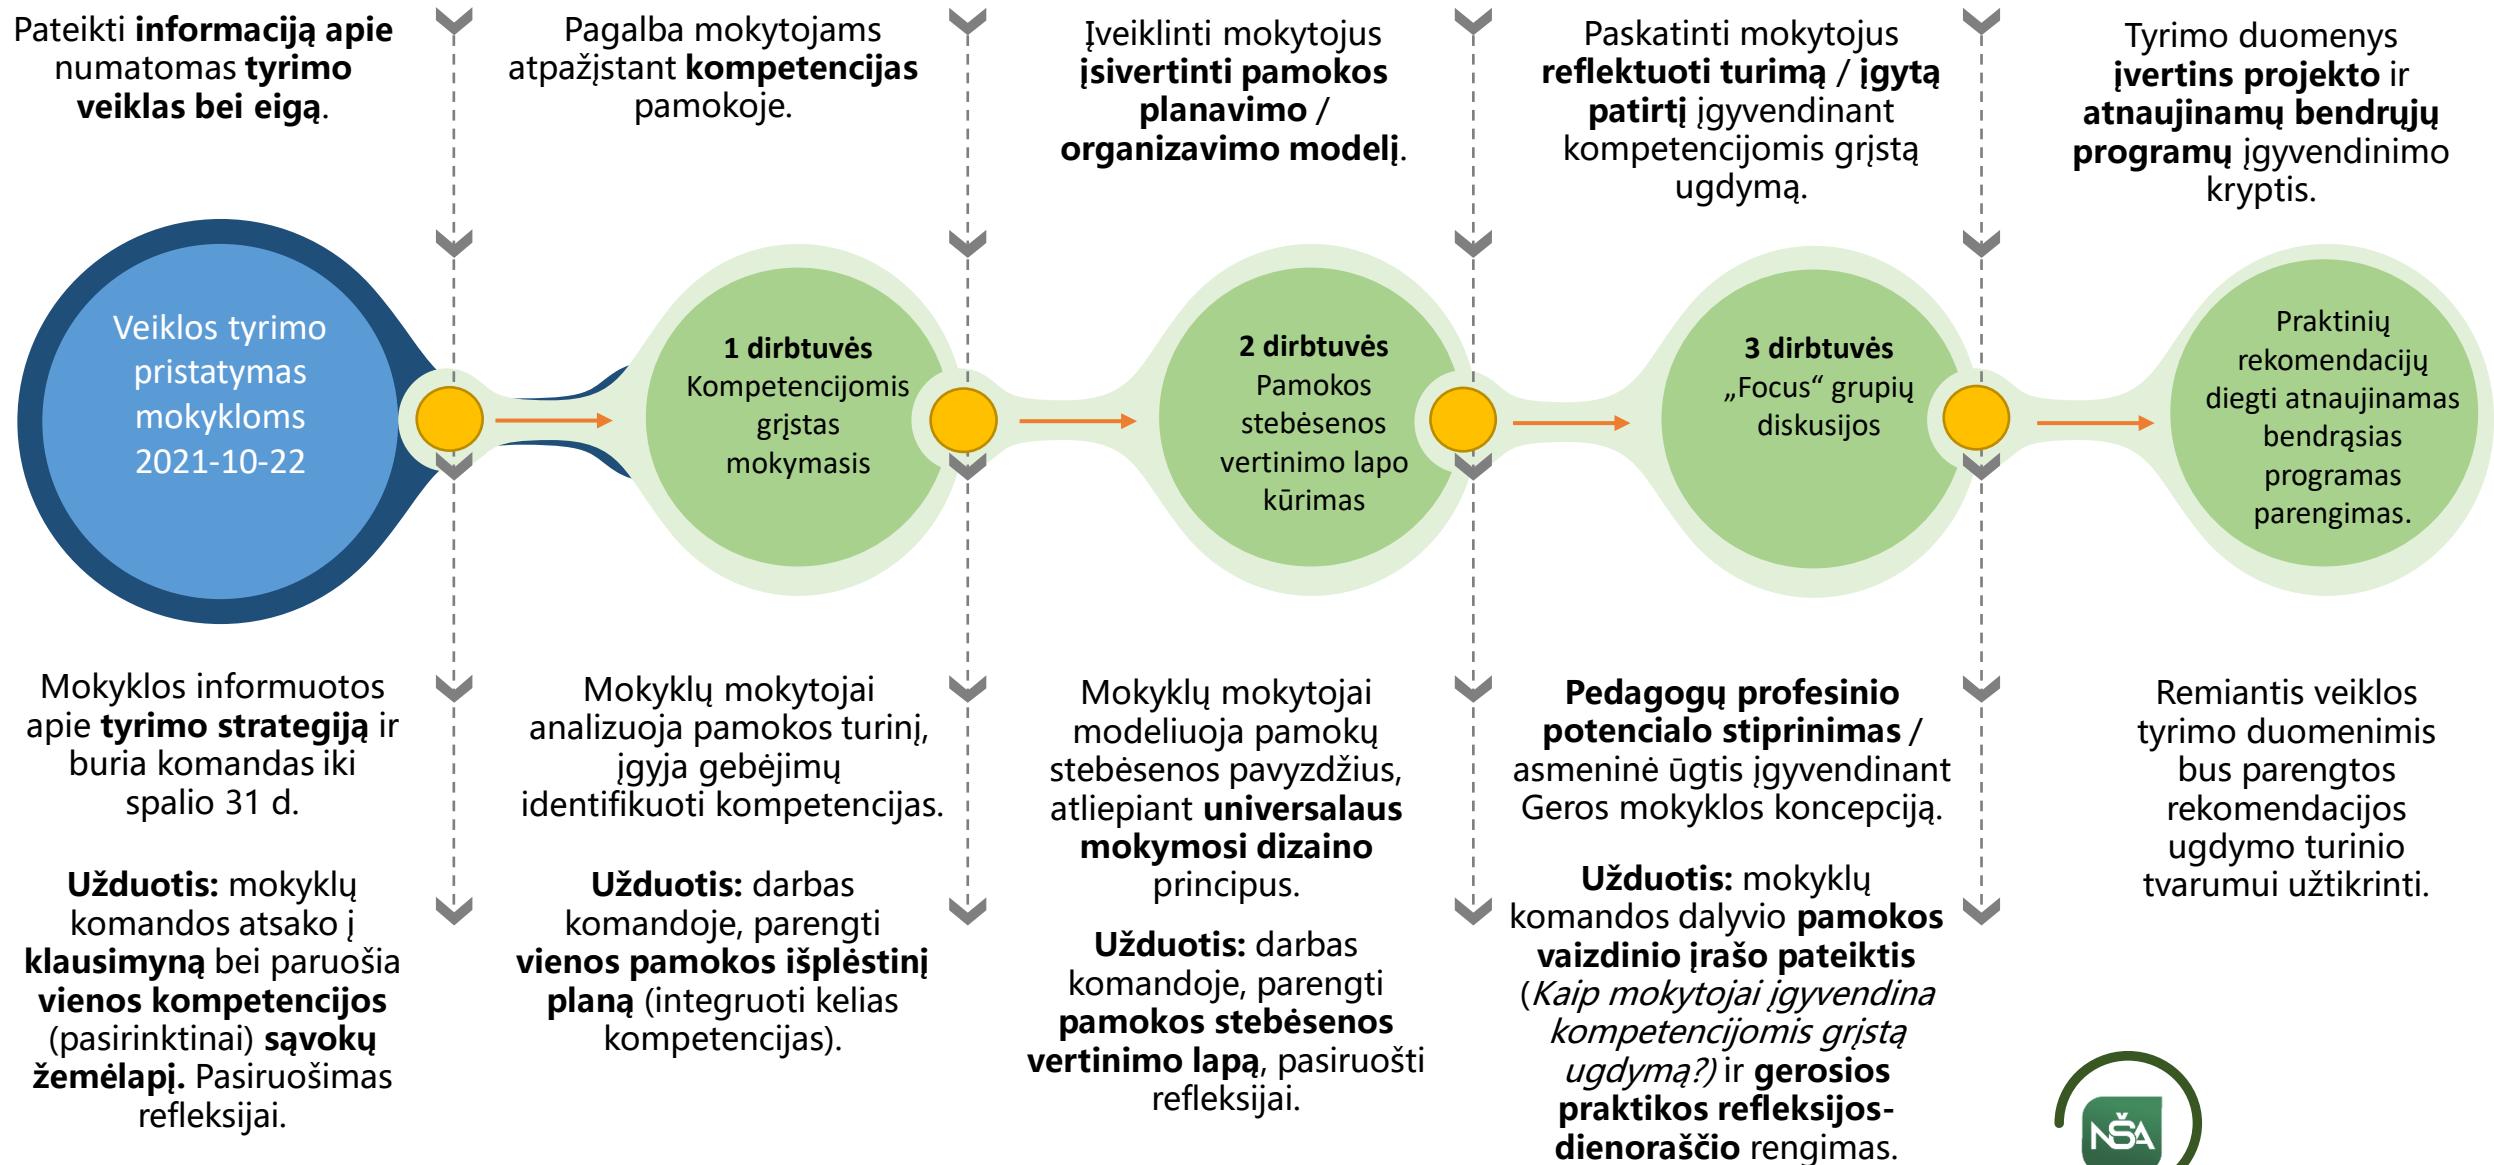 Pateikti informaciją apie
numatomas tyrimo
veiklas bei eigą.
Pagalba mokytojams
atpažįstant kompetencijas
pamokoje.
Įveiklinti mokytojus
įsivertinti pamokos
planavimo /
organizavimo modelį.
Paskatinti mokytojus
reflektuoti turimą / įgytą
patirtį įgyvendinant
kompetencijomis grįstą
ugdymą.
Tyrimo duomenys
įvertins projekto ir
atnaujinamų bendrųjų
programų įgyvendinimo
kryptis.
Veiklos tyrimo
pristatymas
mokykloms
2021-10-22
1 dirbtuvės
Kompetencijomis
grįstas
mokymasis
2 dirbtuvės
Pamokos
stebėsenos
vertinimo lapo
kūrimas
3 dirbtuvės
„Focus“ grupių
diskusijos
Praktinių
rekomendacijų
diegti atnaujinamas
bendrąsias
programas
parengimas.
Mokyklos informuotos
apie tyrimo strategiją ir
buria komandas iki
spalio 31 d.
Užduotis: mokyklų
komandos atsako į
klausimyną bei paruošia
vienos kompetencijos
(pasirinktinai) sąvokų
žemėlapį. Pasiruošimas
refleksijai.
Mokyklų mokytojai
analizuoja pamokos turinį,
įgyja gebėjimų
identifikuoti kompetencijas.
Užduotis: darbas
komandoje, parengti
vienos pamokos išplėstinį
planą (integruoti kelias
kompetencijas).
Mokyklų mokytojai
modeliuoja pamokų
stebėsenos pavyzdžius,
atliepiant universalaus
mokymosi dizaino
principus.
Užduotis: darbas
komandoje, parengti
pamokos stebėsenos
vertinimo lapą, pasiruošti
refleksijai.
Pedagogų profesinio
potencialo stiprinimas /
asmeninė ūgtis įgyvendinant
Geros mokyklos koncepciją.
Užduotis: mokyklų
komandos dalyvio pamokos
vaizdinio įrašo pateiktis
(Kaip mokytojai įgyvendina
kompetencijomis grįstą
ugdymą?) ir gerosios
praktikos refleksijos-
dienoraščio rengimas.
Remiantis veiklos
tyrimo duomenimis
bus parengtos
rekomendacijos
ugdymo turinio
tvarumui užtikrinti.
NŠA